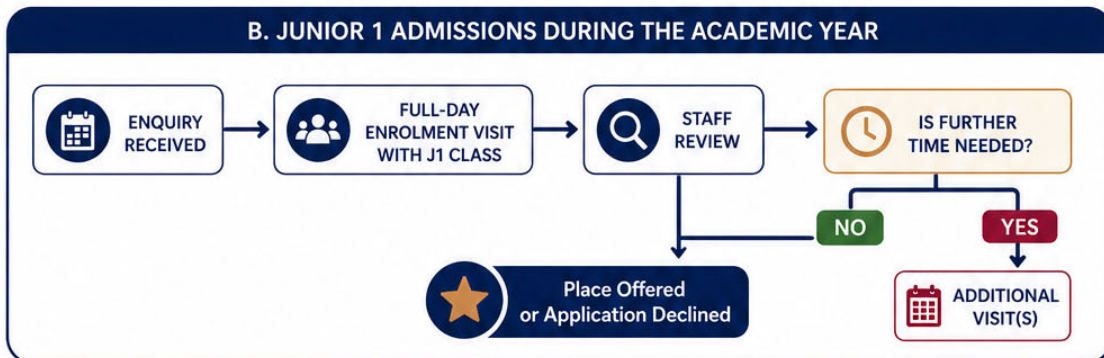 B. JUNIOR 1 ADMISSIONS DURING THE ACADEMIC YEAR
ENQUIRY
RECEIVED
FULL-DAY
ENROLMENT VISIT
WITH J1 CLASS
STAFF
REVIEW
IS FURTHER
TIME NEEDED?
NO
YES
Place Offered
or Application Declined
ADDITIONAL
VISIT(S)